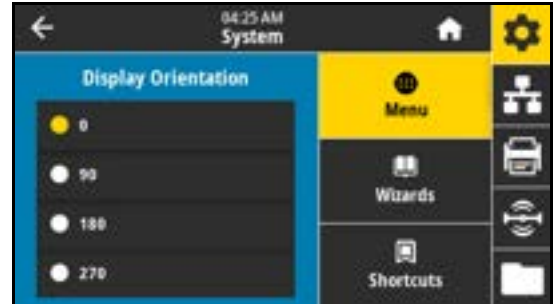 04:25 AM
System
Display Orientation
0
90
180
270
Menu
Wizards
Shortcuts